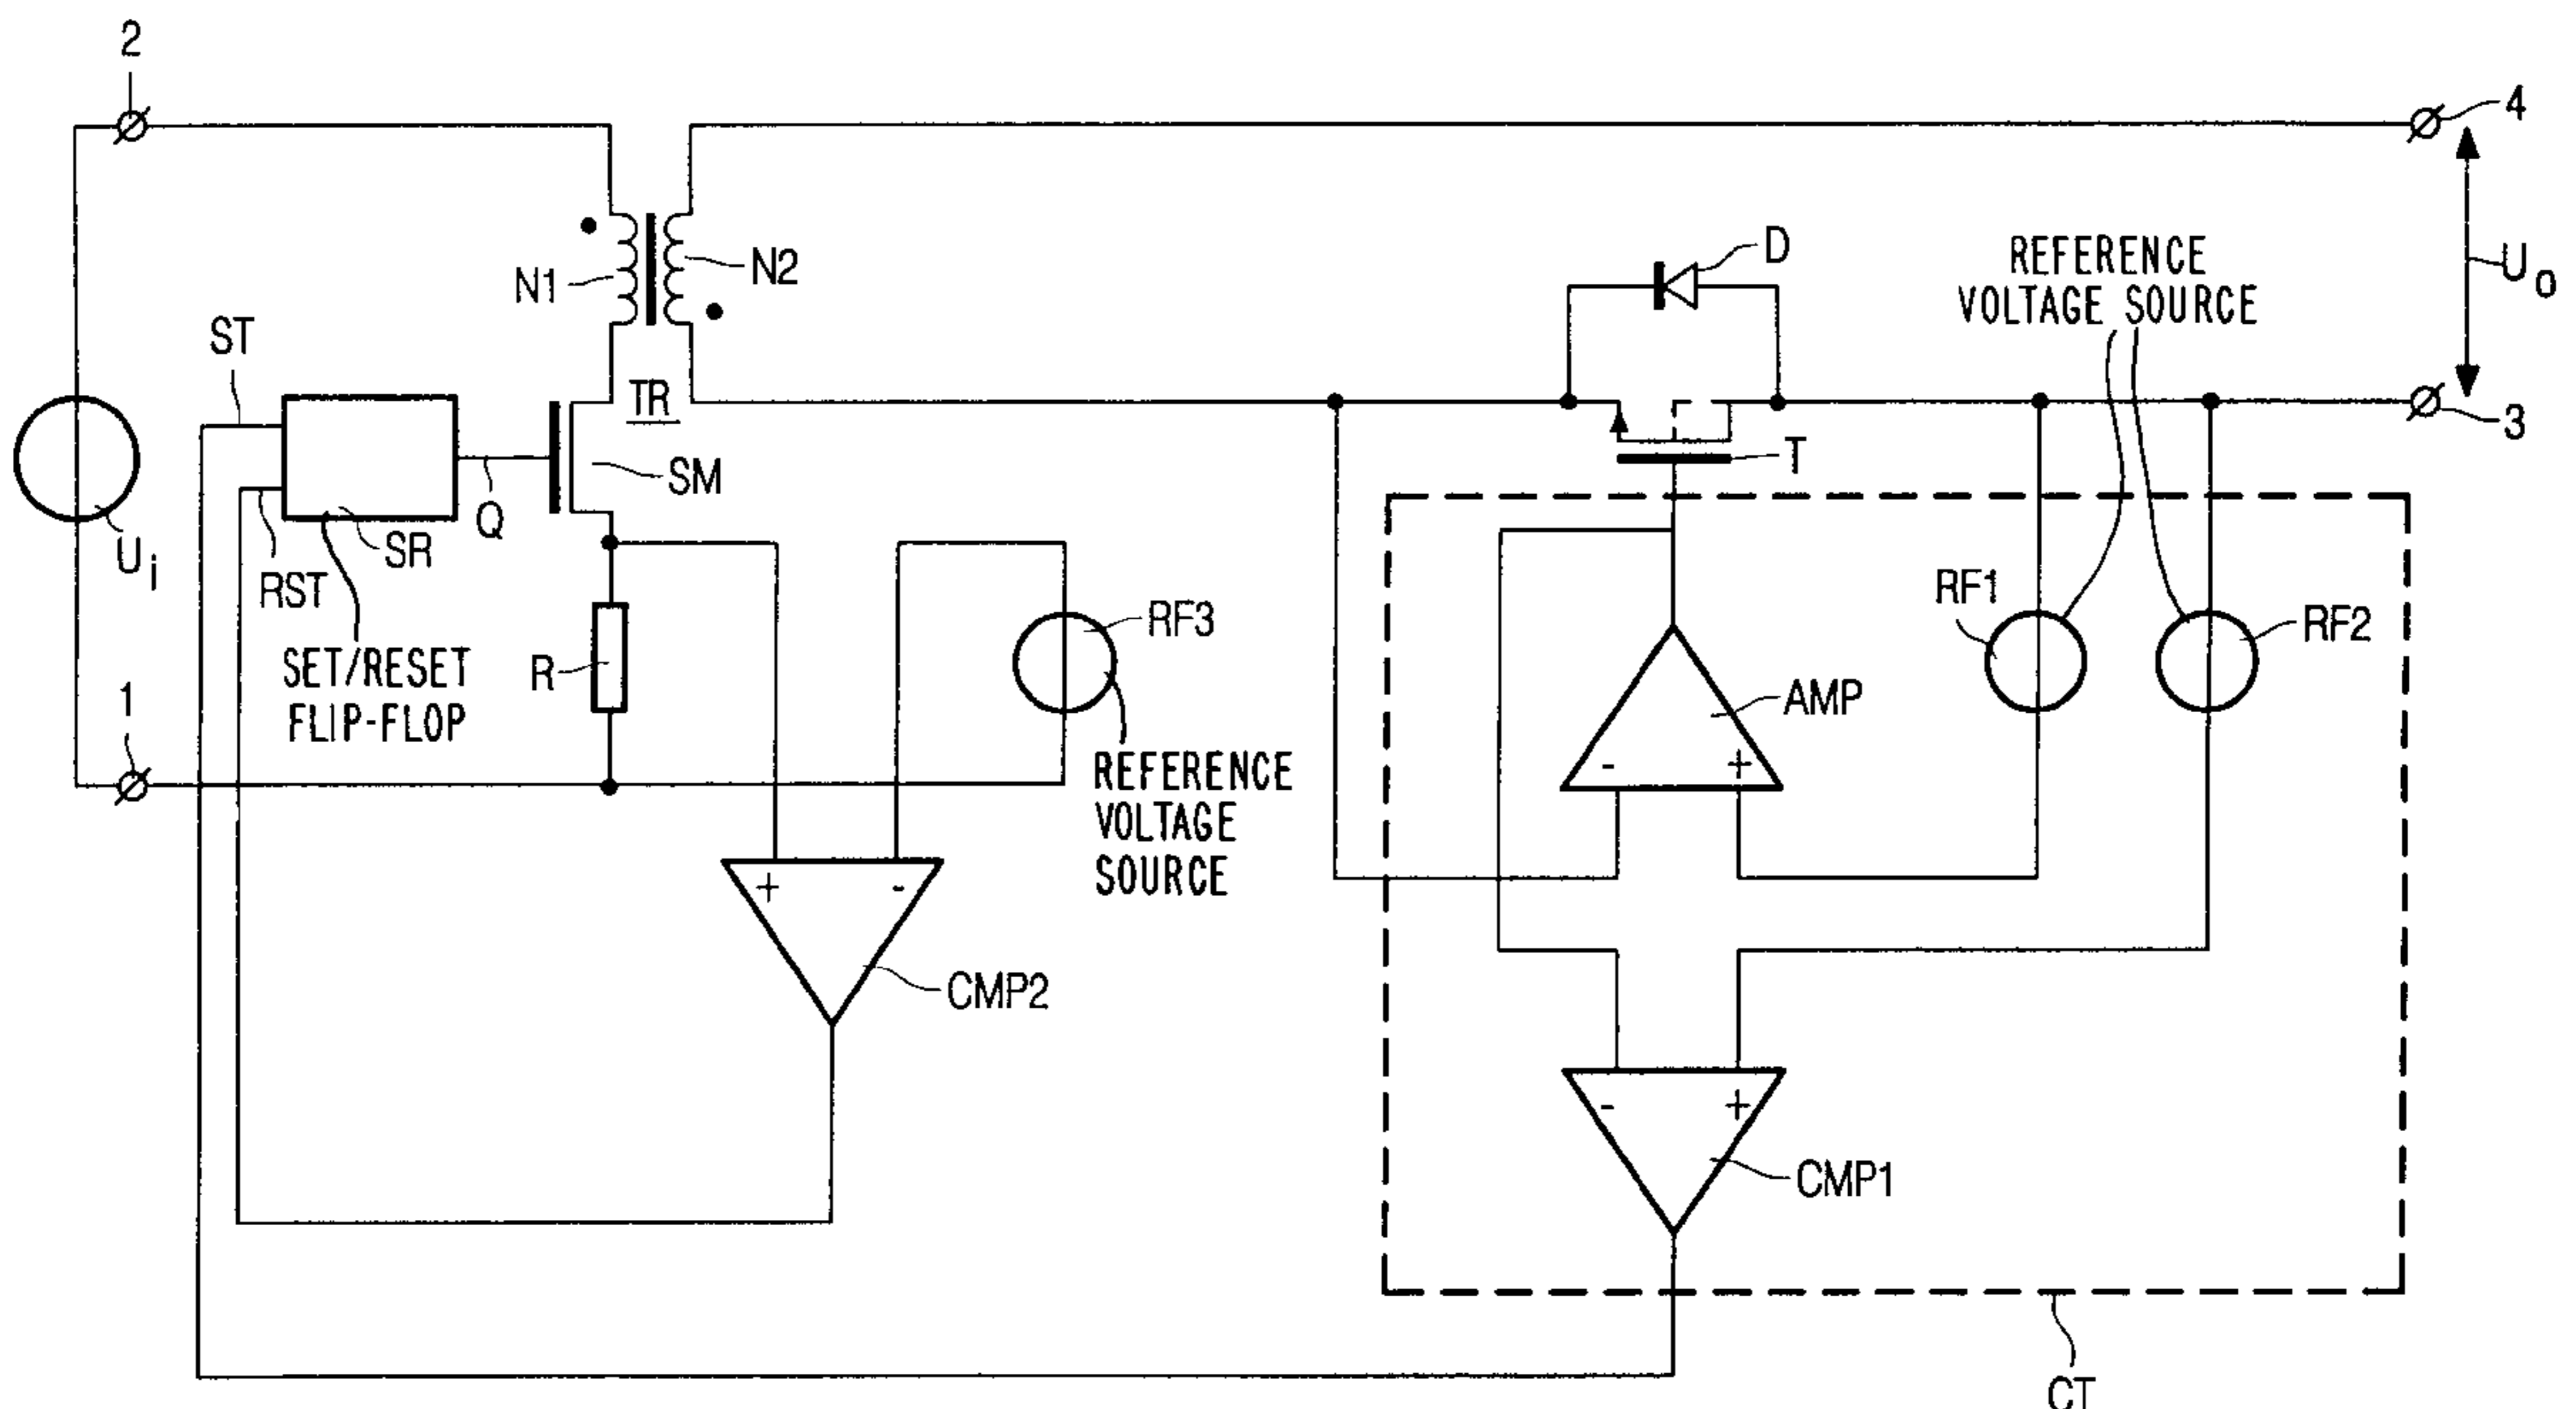 2
4
D
REFERENCE
VOLTAGE SOURCE
Uo
N1
N2
ST
TR
3
T
SM
Q
Ui
SR
RST
RF1
RF2
RF3
SET/RESET
FLIP-FLOP
R
1
AMP
- +
REFERENCE
VOLTAGE
SOURCE
+ -
CMP2
- +
CMP1
CT